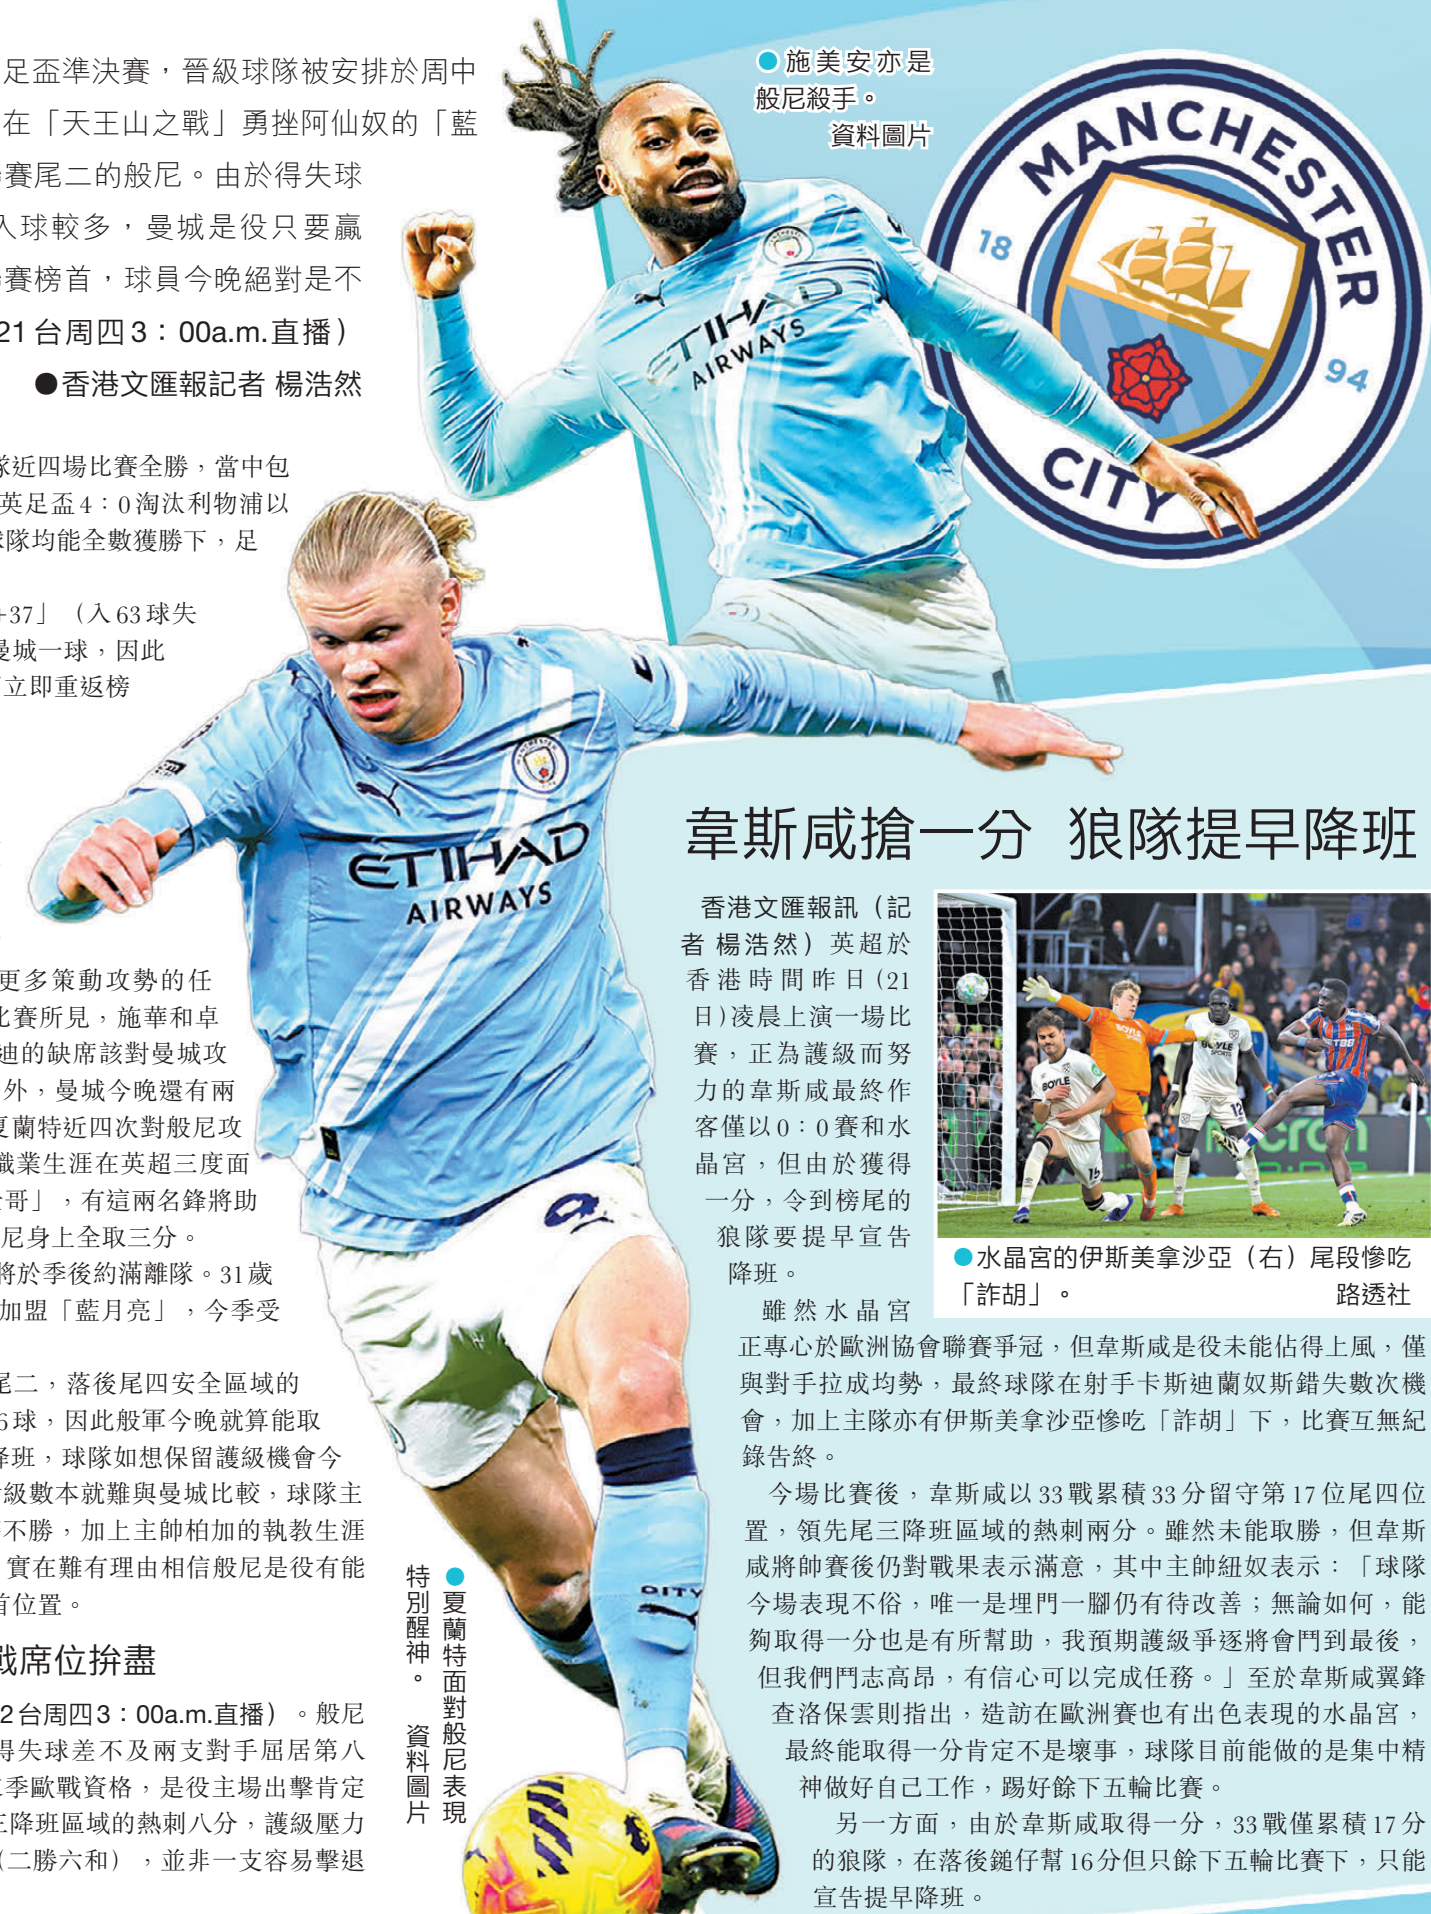 足盃準決賽，晉級球隊被安排於周中
在「天王山之戰」勇挫阿仙奴的「藍
賽尾二的般尼。由於得失球
入球較多，曼城是役只要贏
賽榜首，球員今晚絕對是不
21台周四3：00a.m.直播）
●香港文匯報記者 楊浩然
隊近四場比賽全勝，當中包
英足盃4：0淘汰利物浦以
球隊均能全數獲勝下，足
+37」（入63球失
曼城一球，因此
立即重返榜
更多策動攻勢的任
比賽所見，施華和卓
迪的缺席該對曼城攻
外，曼城今晚還有兩
夏蘭特近四次對般尼攻
職業生涯在英超三度面
哥」，有這兩名鋒將助
尼身上全取三分。
將於季後約滿離隊。31歲
加盟「藍月亮」，今季受
尾二，落後尾四安全區域的
6球，因此般軍今晚就算能取
降班，球隊如想保留護級機會今
級數本就難與曼城比較，球隊主
不勝，加上主帥柏加的執教生涯
實在難有理由相信般尼是役有能
首位置。
戰席位拚盡
2台周四3：00a.m.直播）。般尼
得失球差不及兩支對手屈居第八
季歐戰資格，是役主場出擊肯定
三降班區域的熱刺八分，護級壓力
（二勝六和），並非一支容易擊退
●施美安亦是
般尼殺手。
資料圖片
MANCHESTER
18
94
CITY
ETIHAD
AIRWAYS
ETIHAD
AIRWAYS
CITY
●夏蘭特面對般尼表現
特別醒神。 資料圖片
韋斯咸搶一分 狼隊提早降班
香港文匯報訊（記
者 楊浩然）英超於
香港時間昨日(21
日)凌晨上演一場比
賽，正為護級而努
力的韋斯咸最終作
客僅以0：0賽和水
晶宮，但由於獲得
一分，令到榜尾的
狼隊要提早宣告
降班。
雖然水晶宮
正專心於歐洲協會聯賽爭冠，但韋斯咸是役未能佔得上風，僅
與對手拉成均勢，最終球隊在射手卡斯迪蘭奴斯錯失數次機
會，加上主隊亦有伊斯美拿沙亞慘吃「詐胡」下，比賽互無紀
錄告終。
今場比賽後，韋斯咸以33戰累積33分留守第17位尾四位
置，領先尾三降班區域的熱刺兩分。雖然未能取勝，但韋斯
咸將帥賽後仍對戰果表示滿意，其中主帥紐奴表示：「球隊
今場表現不俗，唯一是埋門一腳仍有待改善；無論如何，能
夠取得一分也是有所幫助，我預期護級爭逐將會鬥到最後，
但我們鬥志高昂，有信心可以完成任務。」至於韋斯咸翼鋒
查洛保雲則指出，造訪在歐洲賽也有出色表現的水晶宮，
最終能取得一分肯定不是壞事，球隊目前能做的是集中精
神做好自己工作，踢好餘下五輪比賽。
另一方面，由於韋斯咸取得一分，33戰僅累積17分
的狼隊，在落後鎚仔幫16分但只餘下五輪比賽下，只能
宣告提早降班。
BOYLE
SPORTS
BOYLE
BOYLE
SPORTS
12
15
●水晶宮的伊斯美拿沙亞（右）尾段慘吃
「詐胡」。 路透社